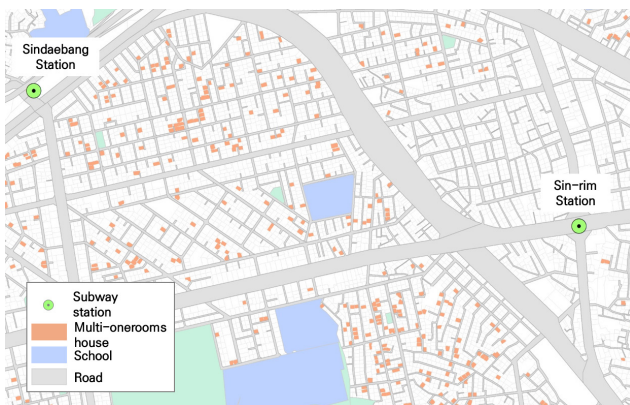 Sindaebang
Station
Sin-rim
Station
Subway
station
Multi-onerooms
house
School
Road